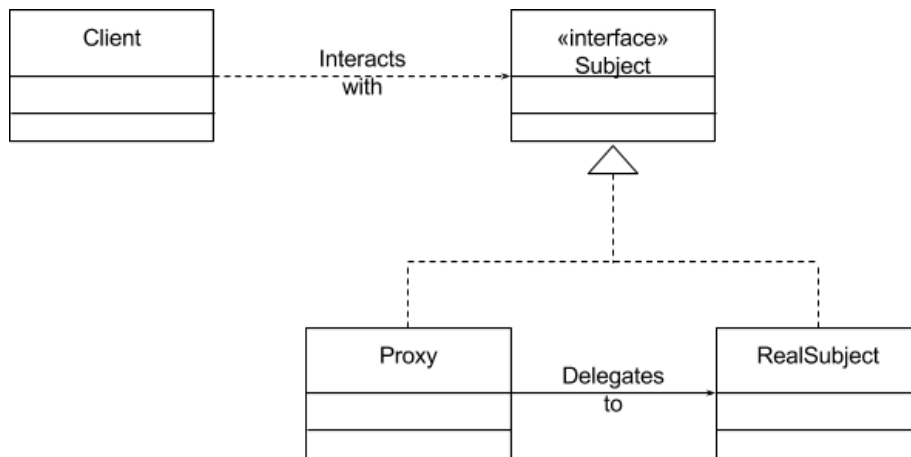 Client
Interacts
with
«interface»
Subject
Proxy
Delegates
to
RealSubject